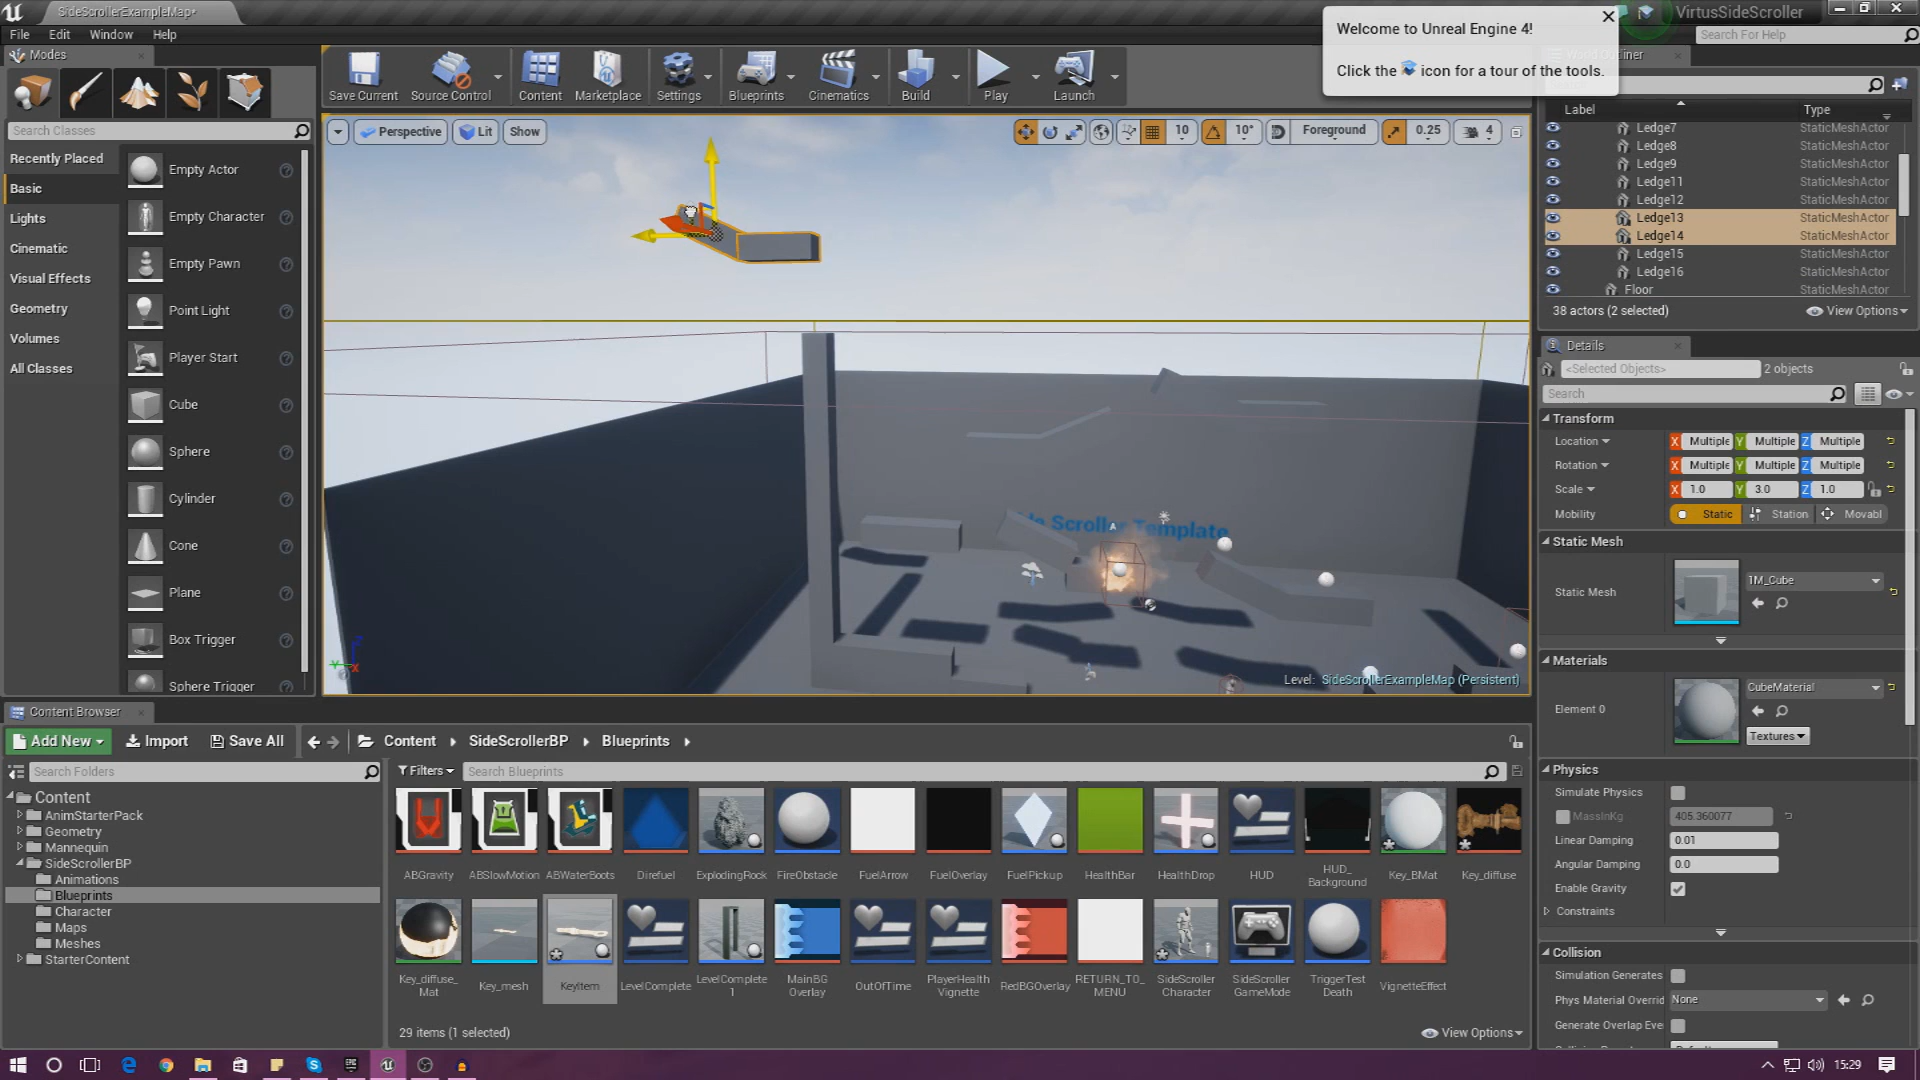 SideScrollerExampleMap*
VirtusSideScroller
File Edit Window Help
Search For Help
Welcome to Unreal Engine 4!
Click the icon for a tour of the tools.
Modes
Save Current
Source Control
Content
Marketplace
Settings
Blueprints
Cinematics
Build
Play
Launch
Search Classes
Recently Placed
Basic
Lights
Cinematic
Visual Effects
Geometry
Volumes
All Classes
Empty Actor
Empty Character
Empty Pawn
Point Light
Player Start
Cube
Sphere
Cylinder
Cone
Plane
Box Trigger
Sphere Trigger
Perspective
Lit
Show
10
10°
Foreground
0.25
4
Side Scroller Template
Level: SideScrollerExampleMap (Persistent)
World Outliner
Label
Type
Ledge7 StaticMeshActor
Ledge8 StaticMeshActor
Ledge9 StaticMeshActor
Ledge11 StaticMeshActor
Ledge12 StaticMeshActor
Ledge13 StaticMeshActor
Ledge14 StaticMeshActor
Ledge15 StaticMeshActor
Ledge16 StaticMeshActor
Floor StaticMeshActor
38 actors (2 selected)
View Options
Details
<Selected Objects>
2 objects
Search
Transform
Location X Multiple Y Multiple Z Multiple
Rotation X Multiple Y Multiple Z Multiple
Scale X 1.0 Y 3.0 Z 1.0
Mobility Static Station Movabl
Static Mesh
Static Mesh
1M_Cube
Materials
Element 0
CubeMaterial
Textures
Physics
Simulate Physics
MassInKg 405.360077
Linear Damping 0.01
Angular Damping 0.0
Enable Gravity
Constraints
Collision
Simulation Generates
Phys Material Overrid None
Generate Overlap Eve
Content Browser
Add New
Import
Save All
Content
SideScrollerBP
Blueprints
Search Folders
Filters
Search Blueprints
Content
AnimStarterPack
Geometry
Mannequin
SideScrollerBP
Animations
Blueprints
Character
Maps
Meshes
StarterContent
ABGravity
ABSlowMotion
ABWaterBoots
Direfuel
ExplodingRock
FireObstacle
FuelArrow
FuelOverlay
FuelPickup
HealthBar
HealthDrop
HUD
HUD_
Background
Key_BMat
Key_diffuse
Key_diffuse_
Mat
Key_mesh
KeyItem
LevelComplete
LevelComplete
1
MainBG
Overlay
OutOfTime
PlayerHealth
Vignette
RedBGOverlay
RETURN_TO_
MENU
SideScroller
Character
SideScroller
GameMode
TriggerTest
Death
VignetteEffect
29 items (1 selected)
View Options
15:29